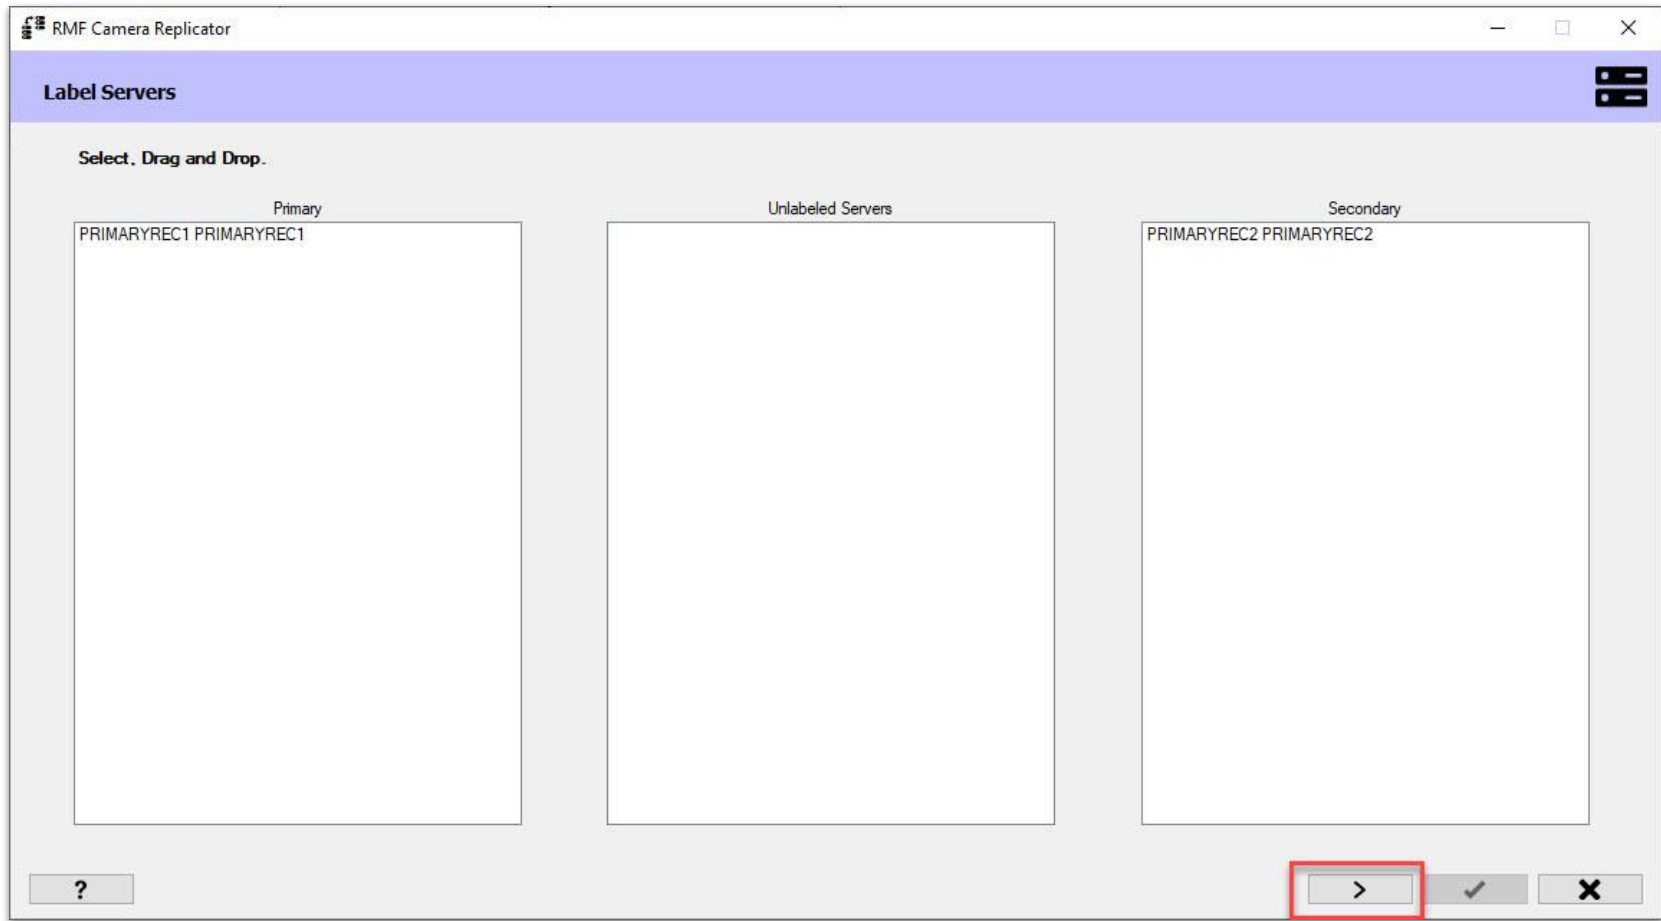 RMF Camera Replicator
Label Servers
Select, Drag and Drop.
Primary
Unlabeled Servers
Secondary
PRIMARYREC1 PRIMARYREC1
PRIMARYREC2 PRIMARYREC2
?
>